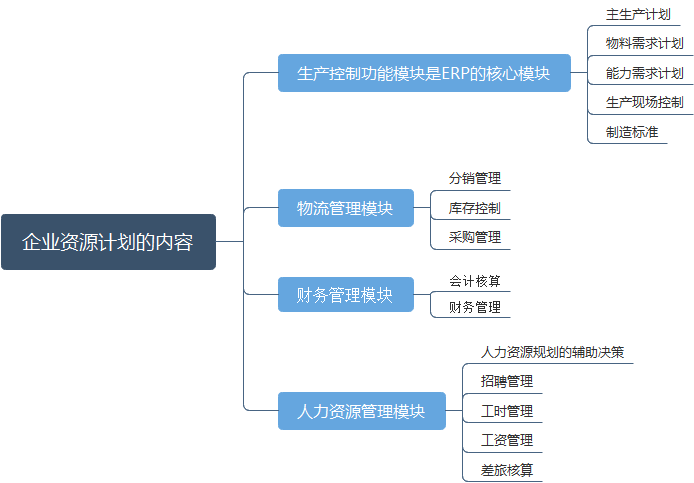 企业资源计划的内容
生产控制功能模块是ERP的核心模块
主生产计划
物料需求计划
能力需求计划
生产现场控制
制造标准
物流管理模块
分销管理
库存控制
采购管理
财务管理模块
会计核算
财务管理
人力资源管理模块
人力资源规划的辅助决策
招聘管理
工时管理
工资管理
差旅核算